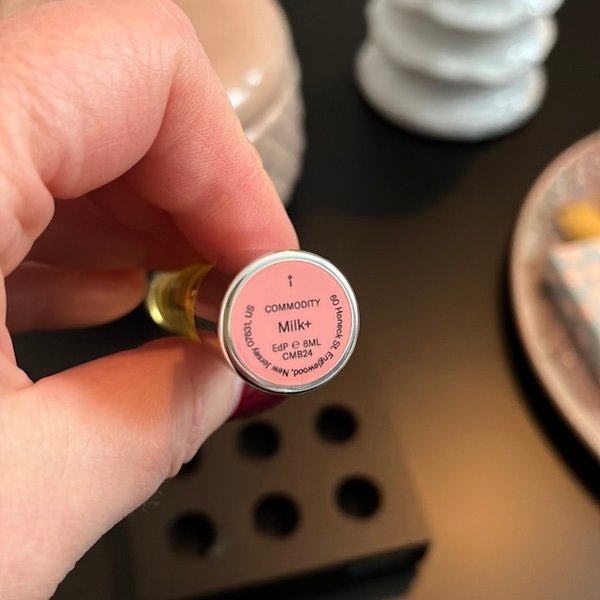 i
COMMODITY
Milk+
EdP e 8ML
CMB24
60 Honeck St, Englewood, New Jersey 07631, US